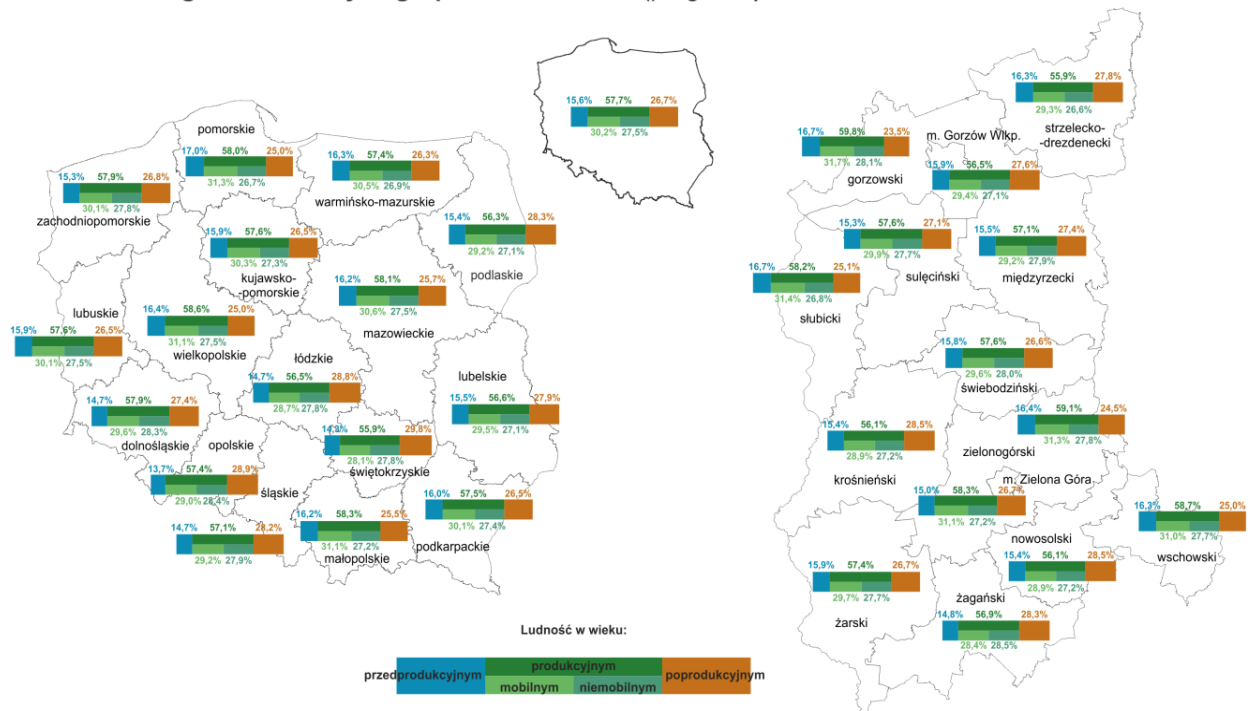 15,6% 57,7% 26,7%
30,2% 27,5%
pomorskie
17,0% 58,0% 25,0%
31,3% 26,7%
16,3% 57,4% 26,3%
30,5% 26,9%
warmińsko-mazurskie
15,3% 57,9% 26,8%
30,1% 27,8%
zachodniopomorskie
15,4% 56,3% 28,3%
29,2% 27,1%
podlaskie
15,9% 57,6% 26,5%
30,3% 27,3%
kujawsko-
-pomorskie
16,2% 58,1% 25,7%
30,6% 27,5%
mazowieckie
lubuskie
15,9% 57,6% 26,5%
30,1% 27,5%
16,4% 58,6% 25,0%
31,1% 27,5%
wielkopolskie
łódzkie
14,7% 56,5% 28,8%
28,7% 27,8%
lubelskie
15,5% 56,6% 27,9%
29,5% 27,1%
14,7% 57,9% 27,4%
29,6% 28,3%
dolnośląskie
opolskie
13,7% 57,4% 28,9%
29,0% 28,4%
55,9% 29,8%
28,1% 27,8%
świętokrzyskie
śląskie
14,7% 57,1% 28,2%
29,2% 27,9%
16,2% 58,3% 25,5%
31,1% 27,2%
małopolskie
16,0% 57,5% 26,5%
30,1% 27,4%
podkarpackie
16,3% 55,9% 27,8%
29,3% 26,6%
strzelecko-
-drezdenecki
16,7% 59,8% 23,5%
31,7% 28,1%
gorzowski
m. Gorzów Wlkp.
15,9% 56,5% 27,6%
29,4% 27,1%
15,3% 57,6% 27,1%
29,9% 27,7%
sulęciński
15,5% 57,1% 27,4%
29,2% 27,9%
międzyrzecki
16,7% 58,2% 25,1%
31,4% 26,8%
słubicki
15,8% 57,6% 26,6%
29,6% 28,0%
świebodziński
16,4% 59,1% 24,5%
31,3% 27,8%
zielonogórski
15,4% 56,1% 28,5%
28,9% 27,2%
krośnieński
m. Zielona Góra
15,0% 58,3% 26,7%
31,1% 27,2%
16,3% 58,7% 25,0%
31,0% 27,7%
wschowski
nowosolski
15,4% 56,1% 28,5%
28,9% 27,2%
15,9% 57,4% 26,7%
29,7% 27,7%
żarski
żagański
14,8% 56,9% 28,3%
28,4% 28,5%
Ludność w wieku:
przedprodukcyjnym produkcyjnym poprodukcyjnym
mobilnym niemobilnym